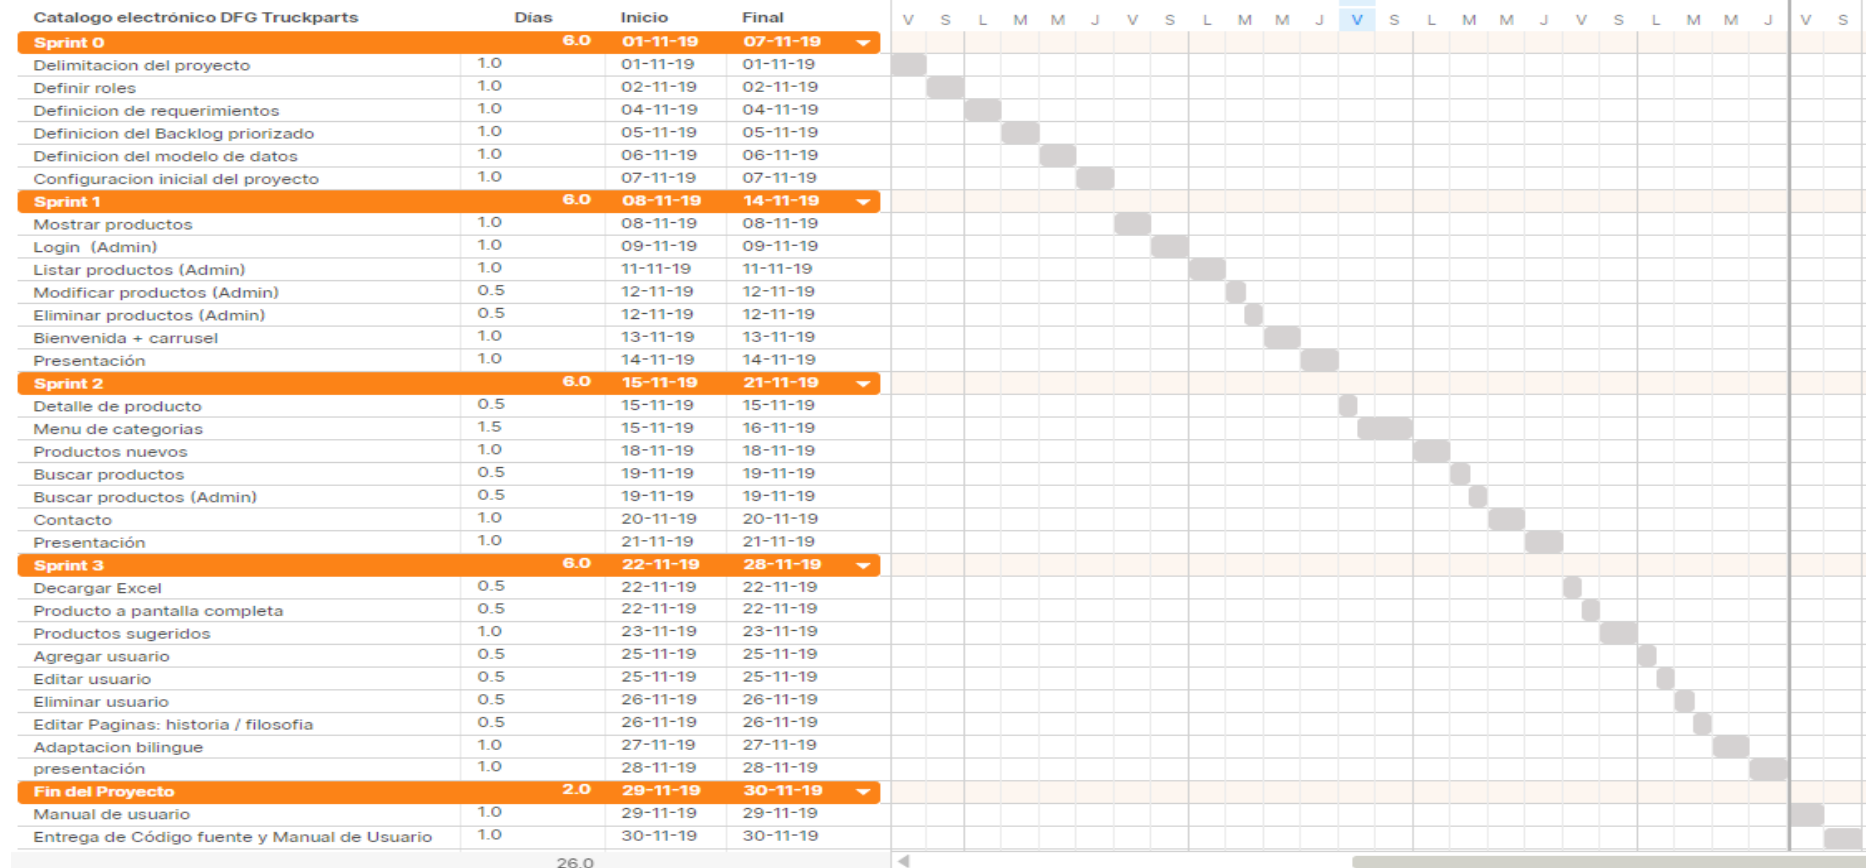 Catalogo electrónico DFG Truckparts Días Inicio Final V S L M M J V S L M M J V S L M M J V S L M M J V S
Sprint 0 6.0 01-11-19 07-11-19
Delimitacion del proyecto 1.0 01-11-19 01-11-19
Definir roles 1.0 02-11-19 02-11-19
Definicion de requerimientos 1.0 04-11-19 04-11-19
Definicion del Backlog priorizado 1.0 05-11-19 05-11-19
Definicion del modelo de datos 1.0 06-11-19 06-11-19
Configuracion inicial del proyecto 1.0 07-11-19 07-11-19
Sprint 1 6.0 08-11-19 14-11-19
Mostrar productos 1.0 08-11-19 08-11-19
Login (Admin) 1.0 09-11-19 09-11-19
Listar productos (Admin) 1.0 11-11-19 11-11-19
Modificar productos (Admin) 0.5 12-11-19 12-11-19
Eliminar productos (Admin) 0.5 12-11-19 12-11-19
Bienvenida + carrusel 1.0 13-11-19 13-11-19
Presentación 1.0 14-11-19 14-11-19
Sprint 2 6.0 15-11-19 21-11-19
Detalle de producto 0.5 15-11-19 15-11-19
Menu de categorias 1.5 15-11-19 16-11-19
Productos nuevos 1.0 18-11-19 18-11-19
Buscar productos 0.5 19-11-19 19-11-19
Buscar productos (Admin) 0.5 19-11-19 19-11-19
Contacto 1.0 20-11-19 20-11-19
Presentación 1.0 21-11-19 21-11-19
Sprint 3 6.0 22-11-19 28-11-19
Decargar Excel 0.5 22-11-19 22-11-19
Producto a pantalla completa 0.5 22-11-19 22-11-19
Productos sugeridos 1.0 23-11-19 23-11-19
Agregar usuario 0.5 25-11-19 25-11-19
Editar usuario 0.5 25-11-19 25-11-19
Eliminar usuario 0.5 26-11-19 26-11-19
Editar Paginas: historia / filosofia 0.5 26-11-19 26-11-19
Adaptacion bilingue 1.0 27-11-19 27-11-19
presentación 1.0 28-11-19 28-11-19
Fin del Proyecto 2.0 29-11-19 30-11-19
Manual de usuario 1.0 29-11-19 29-11-19
Entrega de Código fuente y Manual de Usuario 1.0 30-11-19 30-11-19
26.0